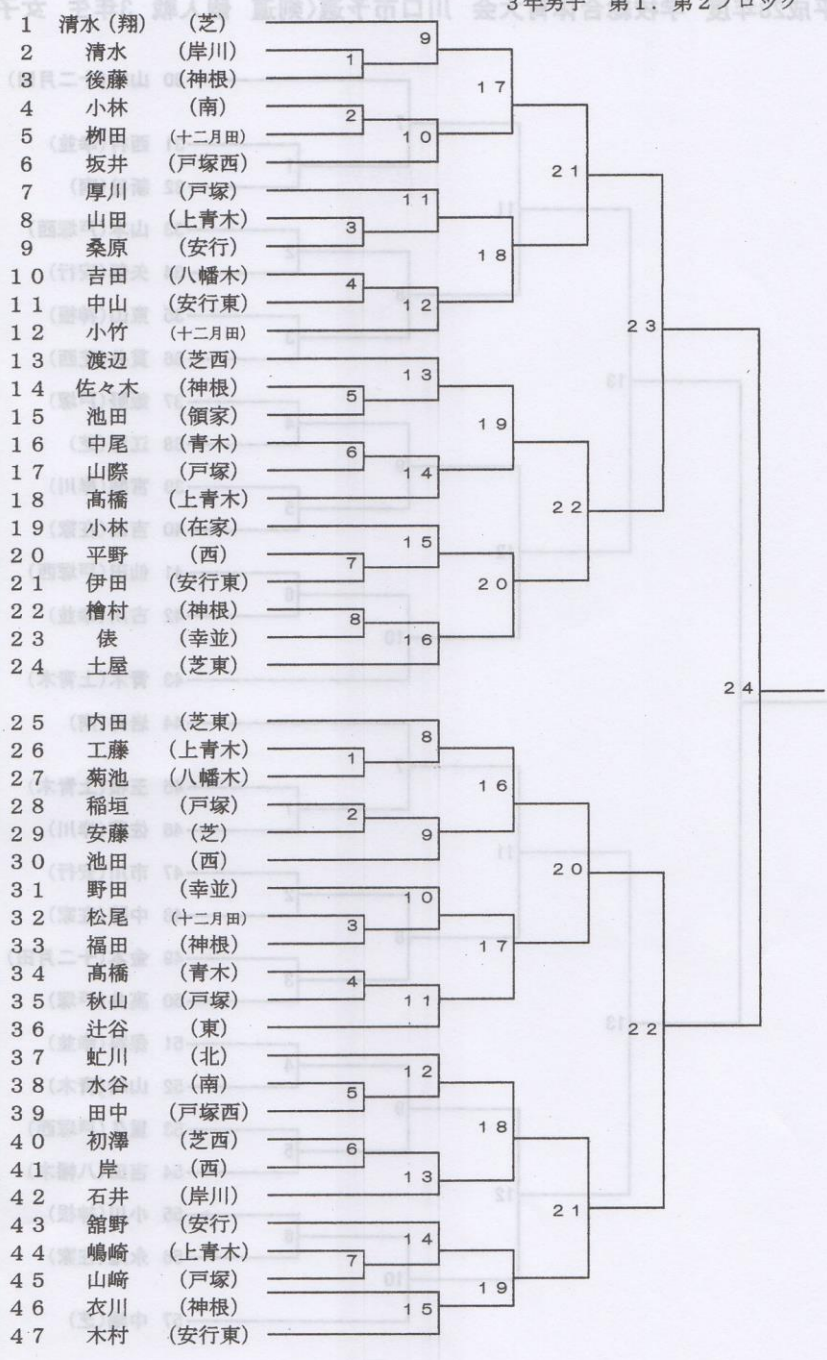 3年男子 第1、第2ブロック
1 清水(翔) (芝)
2 清水 (岸川)
3 後藤 (神根)
4 小林 (南)
5 栁田 (十二月田)
6 坂井 (戸塚西)
7 厚川 (戸塚)
8 山田 (上青木)
9 桑原 (安行)
10 吉田 (八幡木)
11 中山 (安行東)
12 小竹 (十二月田)
13 渡辺 (芝西)
14 佐々木 (神根)
15 池田 (領家)
16 中尾 (青木)
17 山際 (戸塚)
18 髙橋 (上青木)
19 小林 (在家)
20 平野 (西)
21 伊田 (安行東)
22 檜村 (神根)
23 俵 (幸並)
24 土屋 (芝東)
25 内田 (芝東)
26 工藤 (上青木)
27 菊池 (八幡木)
28 稲垣 (戸塚)
29 安藤 (芝)
30 池田 (西)
31 野田 (幸並)
32 松尾 (十二月田)
33 福田 (神根)
34 髙橋 (青木)
35 秋山 (戸塚)
36 辻谷 (東)
37 虻川 (北)
38 水谷 (南)
39 田中 (戸塚西)
40 初澤 (芝西)
41 岸 (西)
42 石井 (岸川)
43 舘野 (安行)
44 嶋崎 (上青木)
45 山﨑 (戸塚)
46 衣川 (神根)
47 木村 (安行東)
1
2
3
4
5
6
7
8
9
10
11
12
13
14
15
16
17
18
19
20
21
22
23
24
1
2
3
4
5
6
7
8
9
10
11
12
13
14
15
16
17
18
19
20
21
22